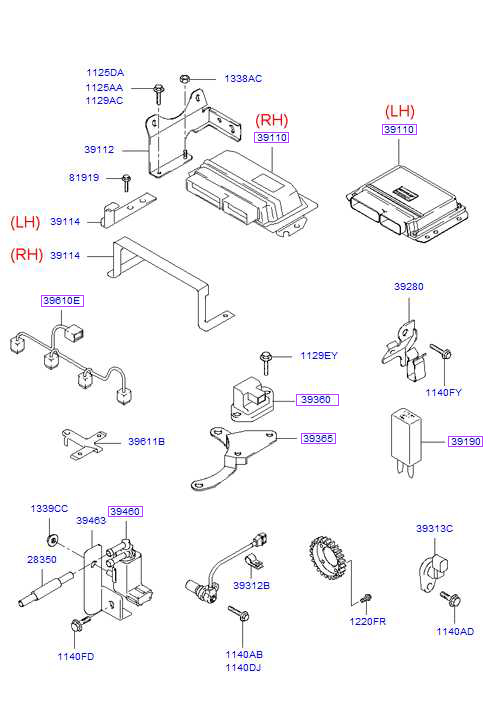 1125DA
1125AA
1129AC
1338AC
(RH)
39110
(LH)
39110
39112
81919
(LH) 39114
(RH) 39114
39610E
39280
1129EY
1140FY
39360
39365
39611B
39190
1339CC
39460
39463
28350
39313C
39312B
1220FR
1140AD
1140FD
1140AB
1140DJ